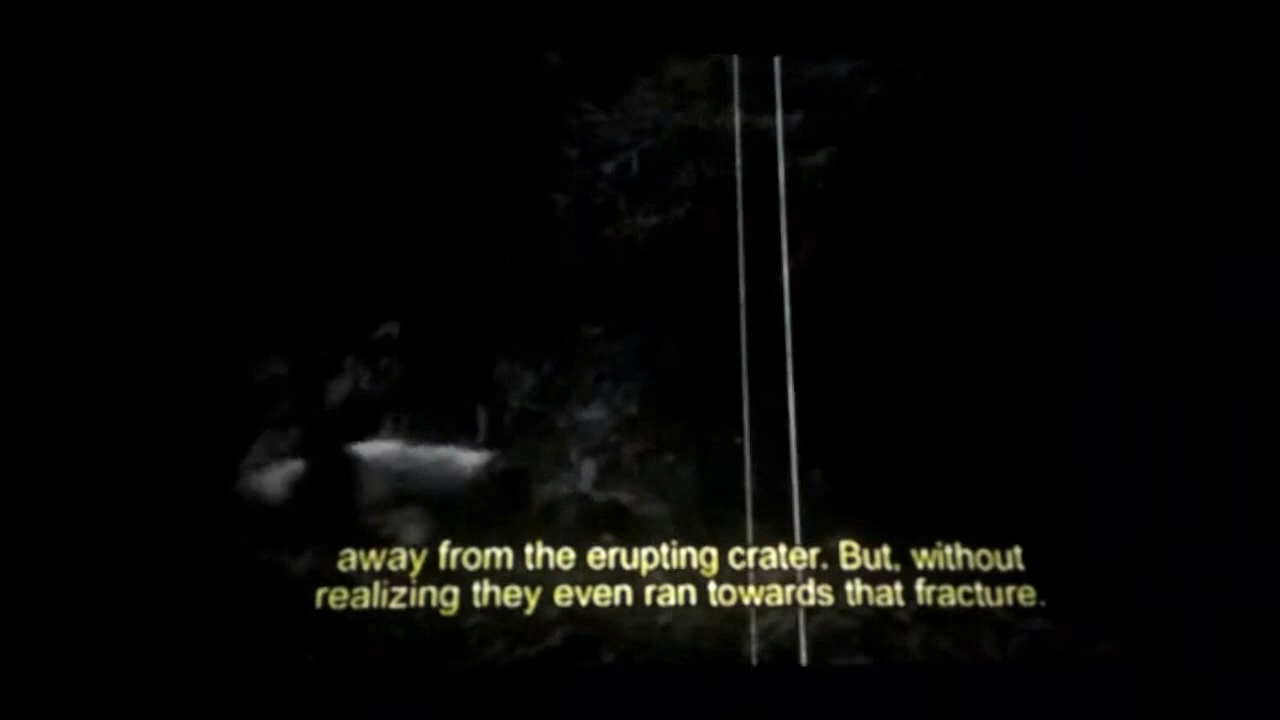 away from the erupting crater. But, without
realizing they even ran towards that fracture.